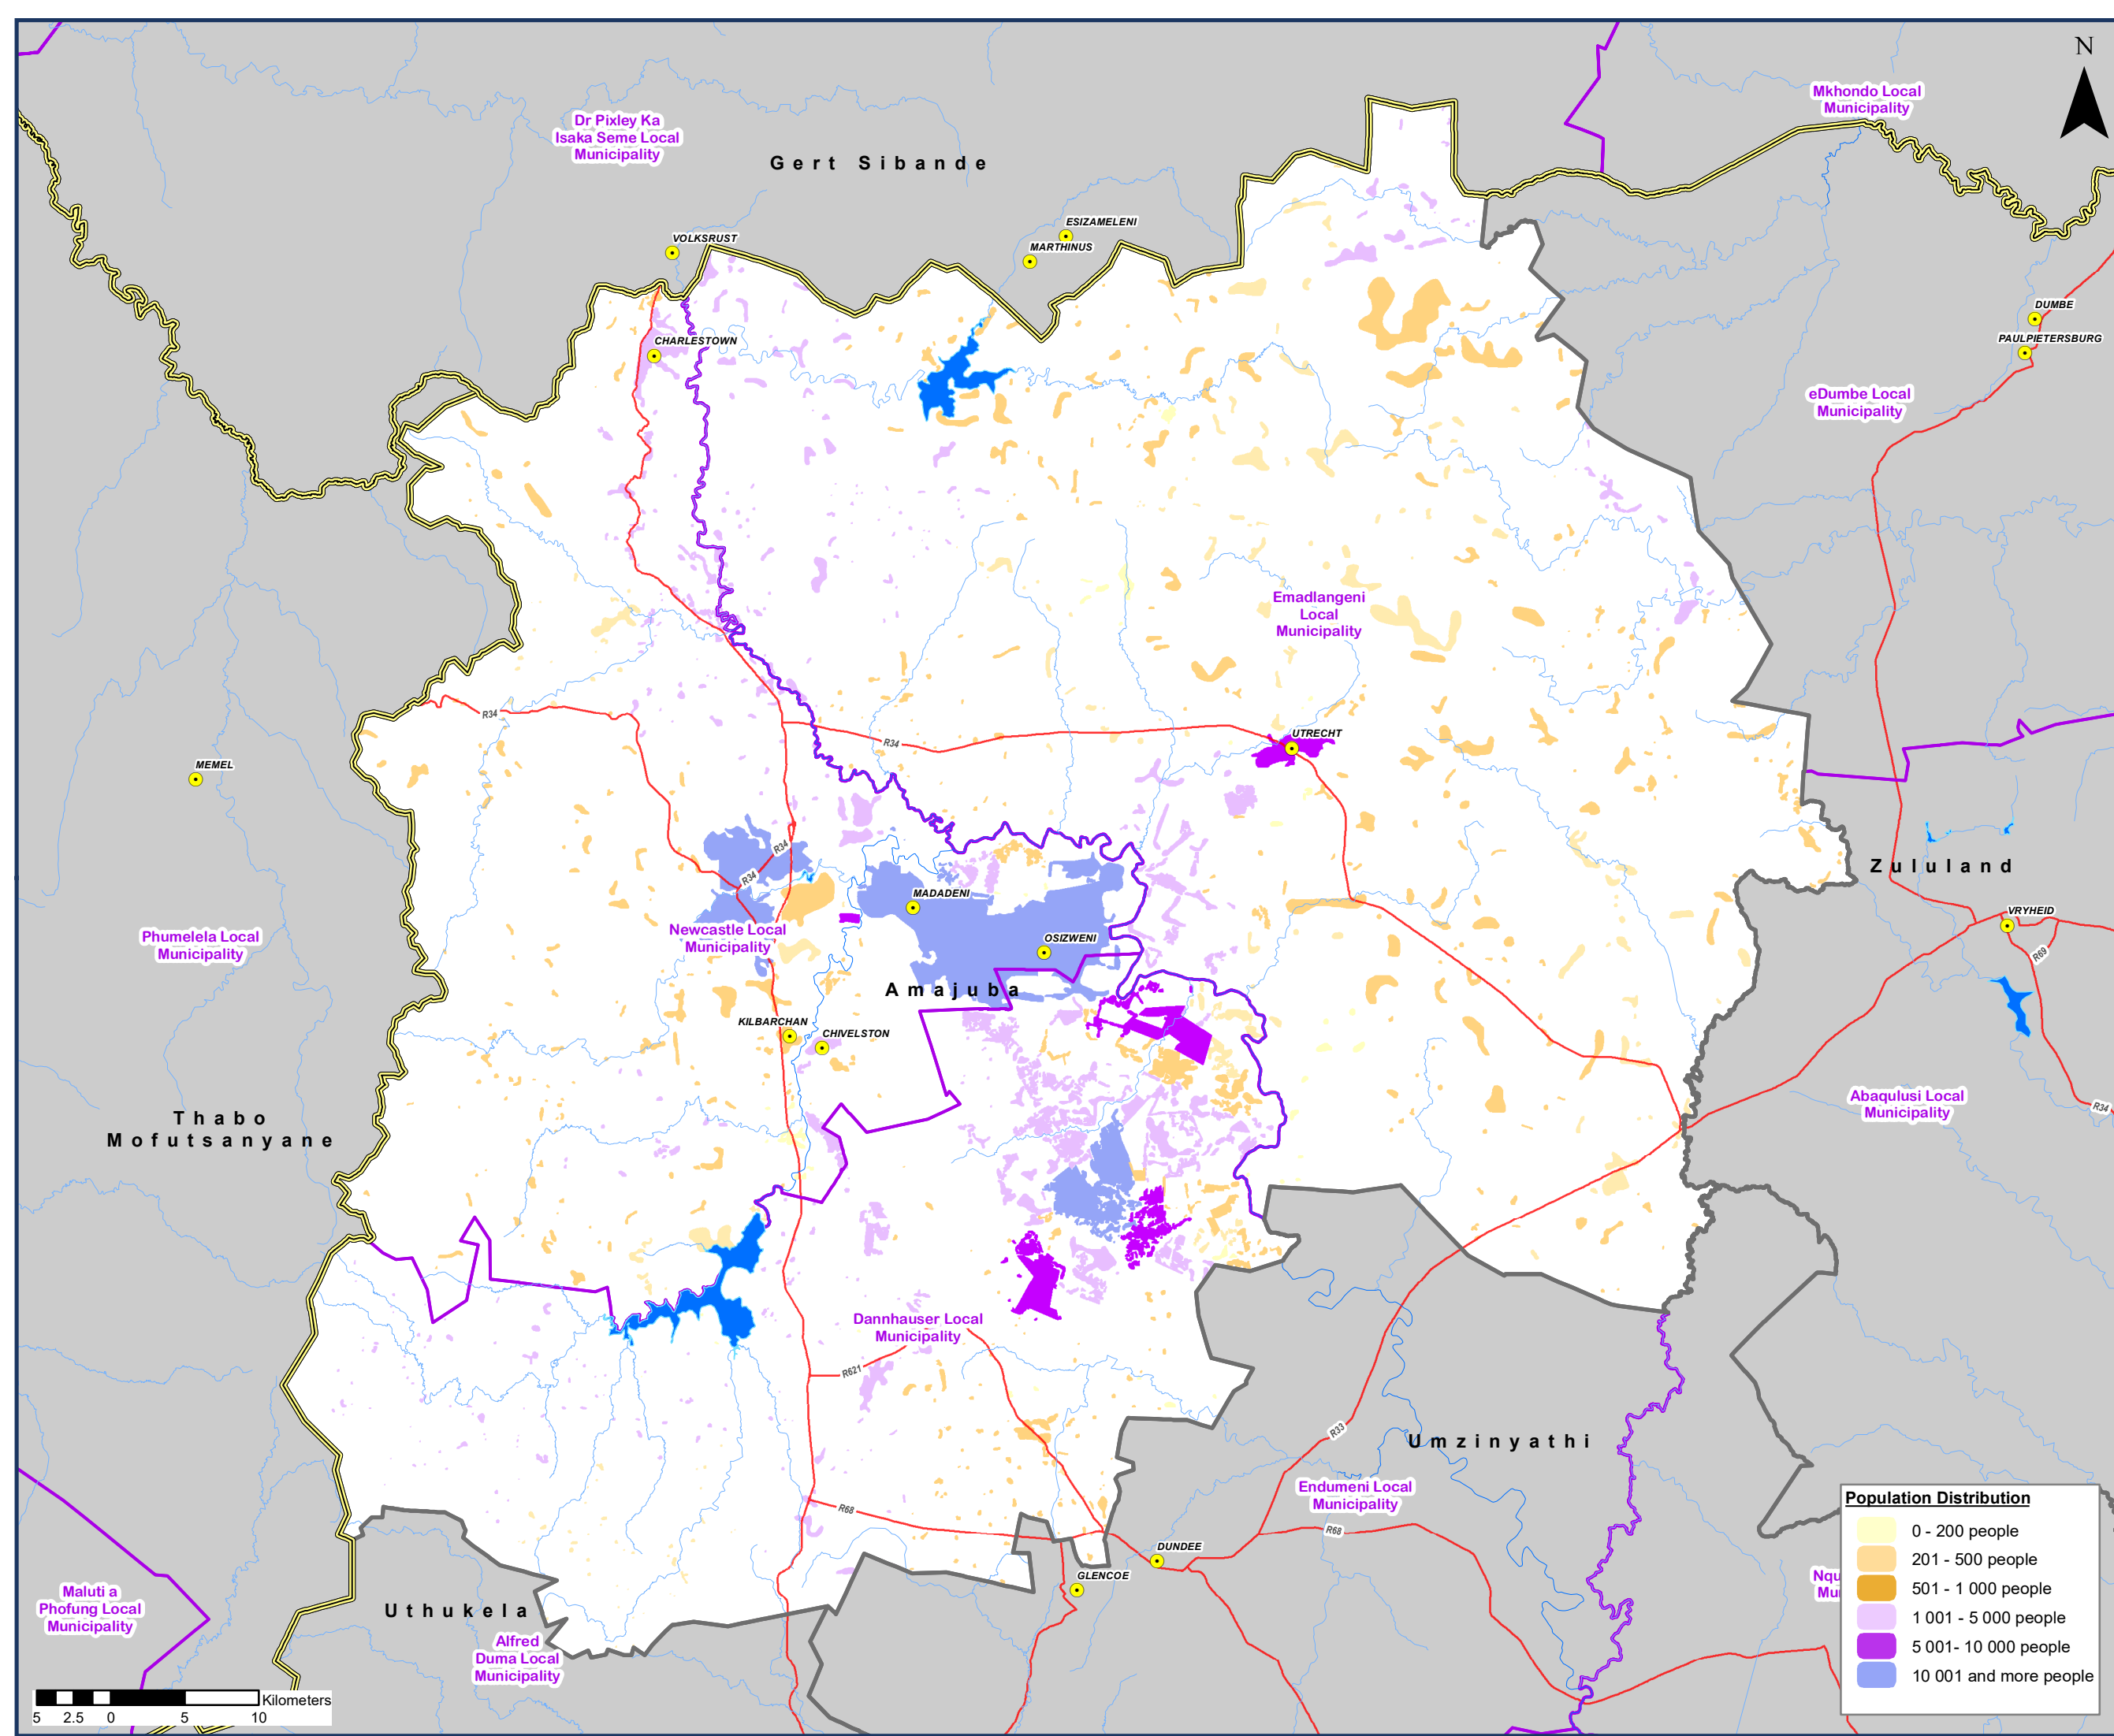 N
Mkhondo Local
Municipality
Dr Pixley Ka
Isaka Seme Local
Municipality
Gert Sibande
ESIZAMELENI
VOLKSRUST
MARTHINUS
DUMBE
CHARLESTOWN
PAULPIETERSBURG
eDumbe Local
Municipality
Emadlangeni
Local
Municipality
R34
UTRECHT
R34
MEMEL
R34
R34
Zululand
MADADENI
VRYHEID
Newcastle Local
Municipality
OSIZWENI
Phumelela Local
Municipality
R69
Amajuba
KILBARCHAN
CHIVELSTON
Abaqulusi Local
Municipality
R34
Thabo
Mofutsanyane
Dannhauser Local
Municipality
R621
R33
Umzinyathi
Endumeni Local
Municipality
R68
R68
DUNDEE
GLENCOE
Maluti a
Phofung Local
Municipality
Uthukela
Alfred
Duma Local
Municipality
Nqu
Mu
Population Distribution
0 - 200 people
201 - 500 people
501 - 1 000 people
1 001 - 5 000 people
5 001- 10 000 people
10 001 and more people
Kilometers
5 2.5 0 5 10